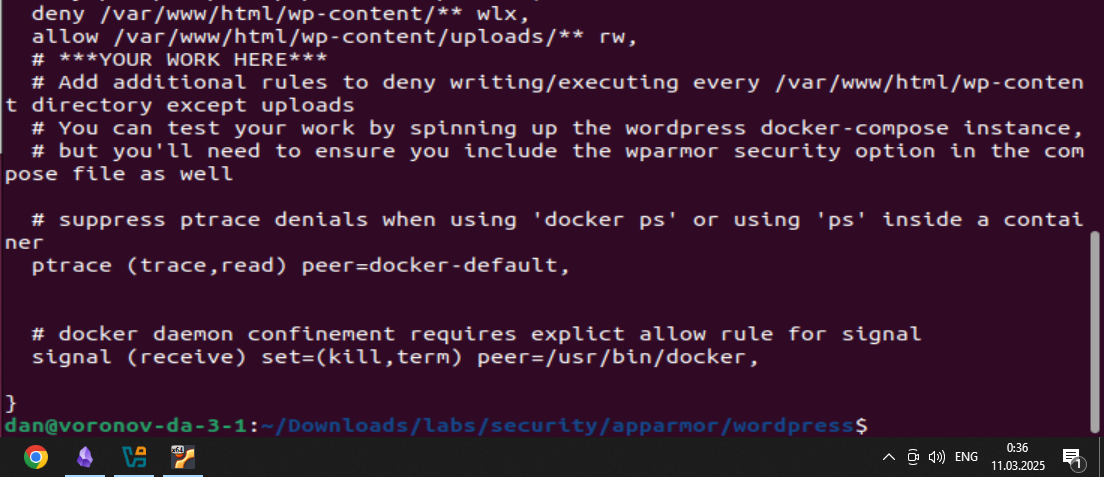 deny /var/www/html/wp-content/** wlx,
allow /var/www/html/wp-content/uploads/** rw,
# ***YOUR WORK HERE***
# Add additional rules to deny writing/executing every /var/www/html/wp-conten
t directory except uploads
# You can test your work by spinning up the wordpress docker-compose instance,
# but you'll need to ensure you include the wparmor security option in the com
pose file as well
# suppress ptrace denials when using 'docker ps' or using 'ps' inside a contai
ner
ptrace (trace,read) peer=docker-default,
# docker daemon confinement requires explict allow rule for signal
signal (receive) set=(kill,term) peer=/usr/bin/docker,
}
dan@voronov-da-3-1:~/Downloads/labs/security/apparmor/wordpress$
x64
ENG
0:36
11.03.2025
1